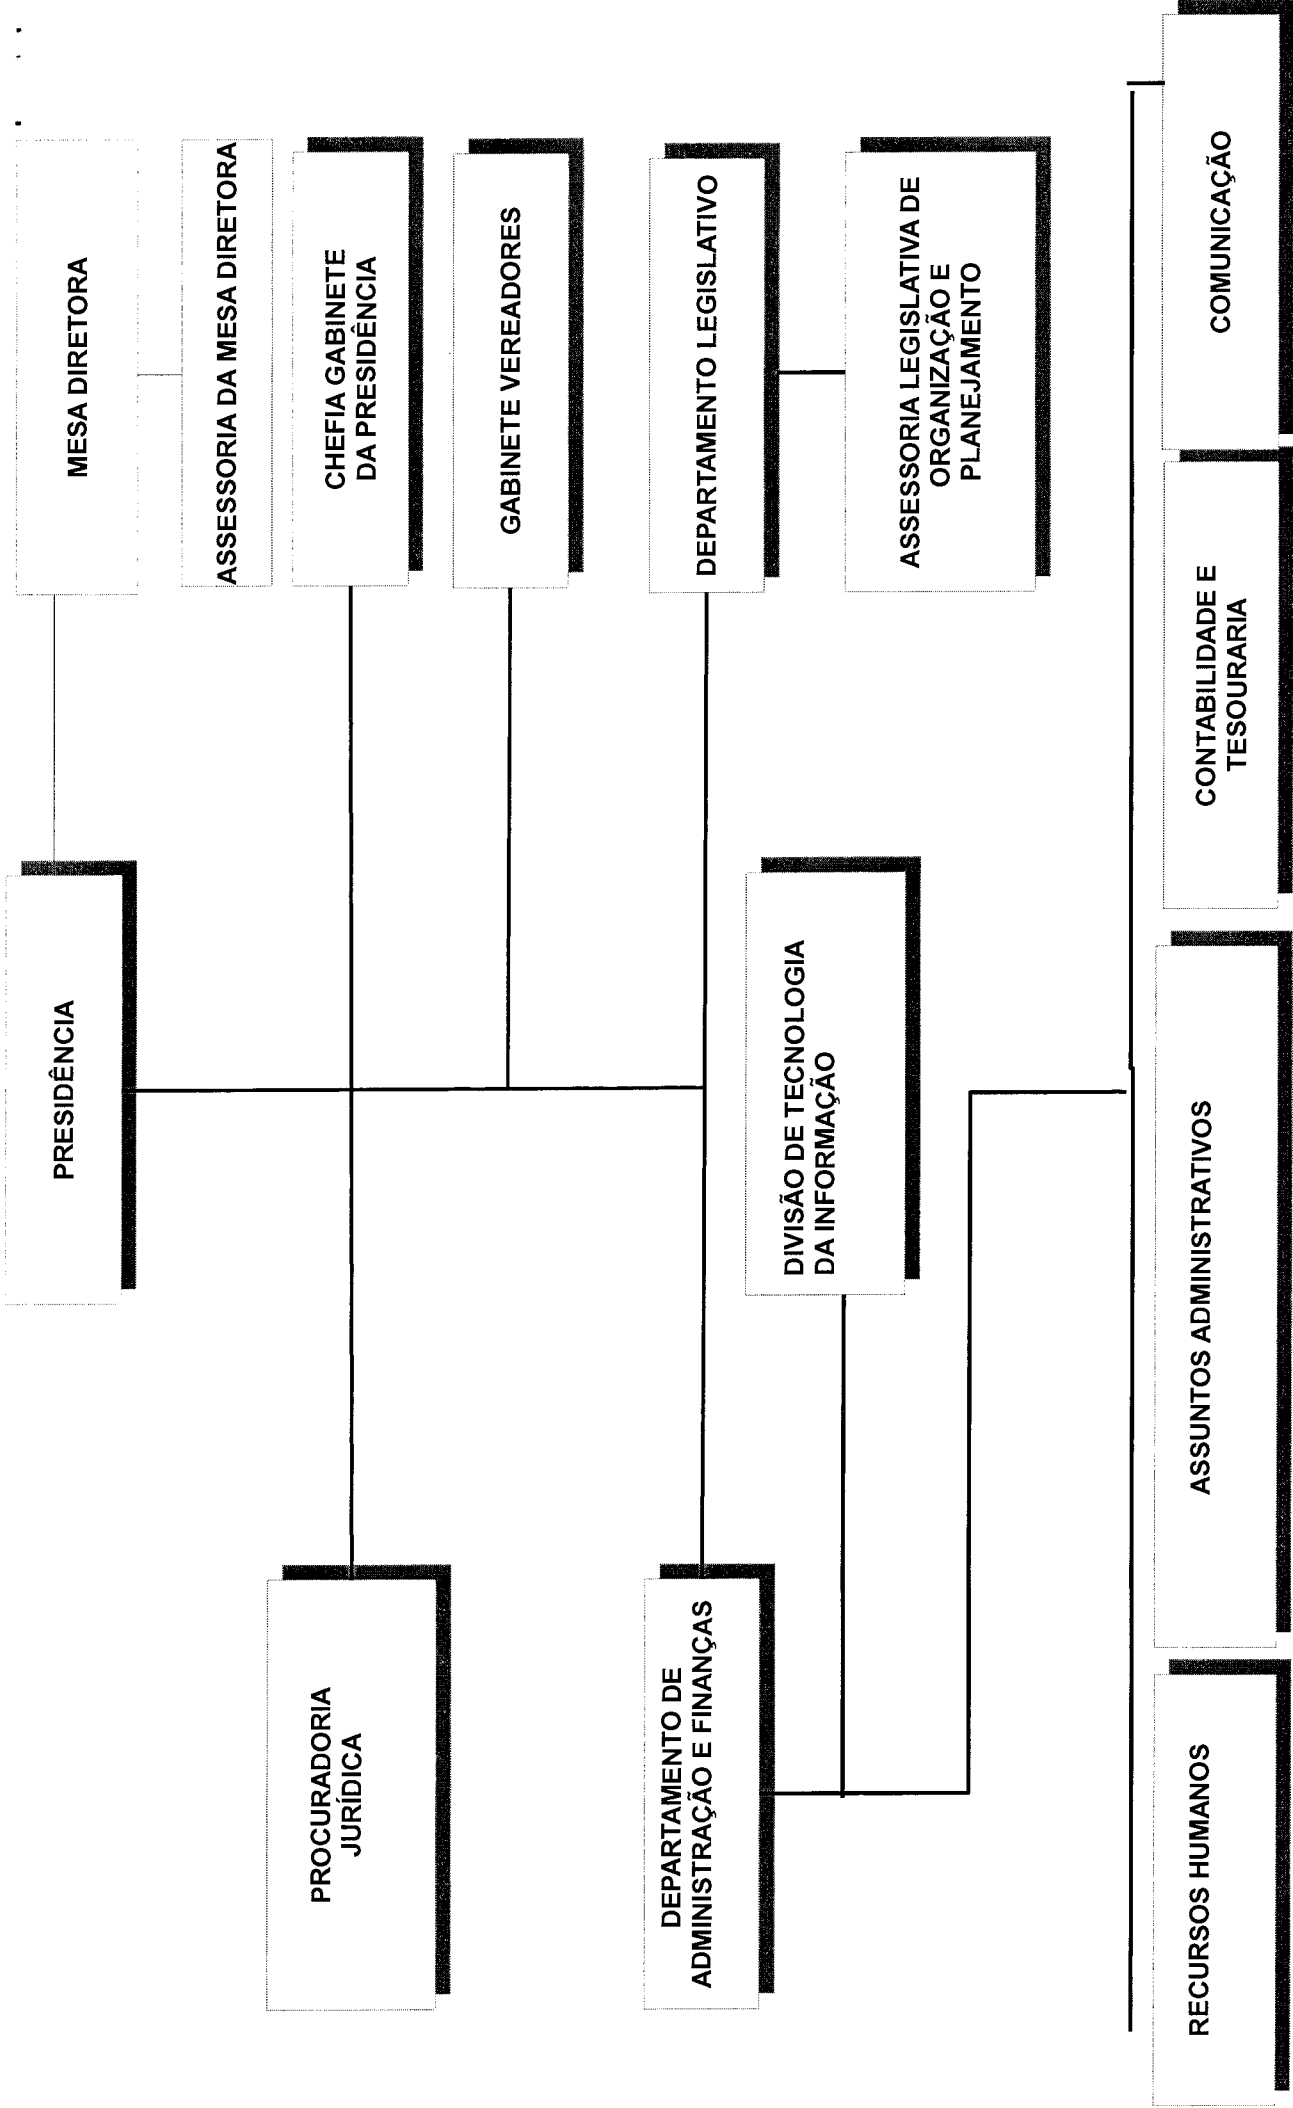 PRESIDÊNCIA
MESA DIRETORA
ASSESSORIA DA MESA DIRETORA
PROCURADORIA
JURÍDICA
CHEFIA GABINETE
DA PRESIDÊNCIA
GABINETE VEREADORES
DEPARTAMENTO DE
ADMINISTRAÇÃO E FINANÇAS
DEPARTAMENTO LEGISLATIVO
DIVISÃO DE TECNOLOGIA
DA INFORMAÇÃO
ASSESSORIA LEGISLATIVA DE
ORGANIZAÇÃO E
PLANEJAMENTO
RECURSOS HUMANOS
ASSUNTOS ADMINISTRATIVOS
CONTABILIDADE E
TESOURARIA
COMUNICAÇÃO